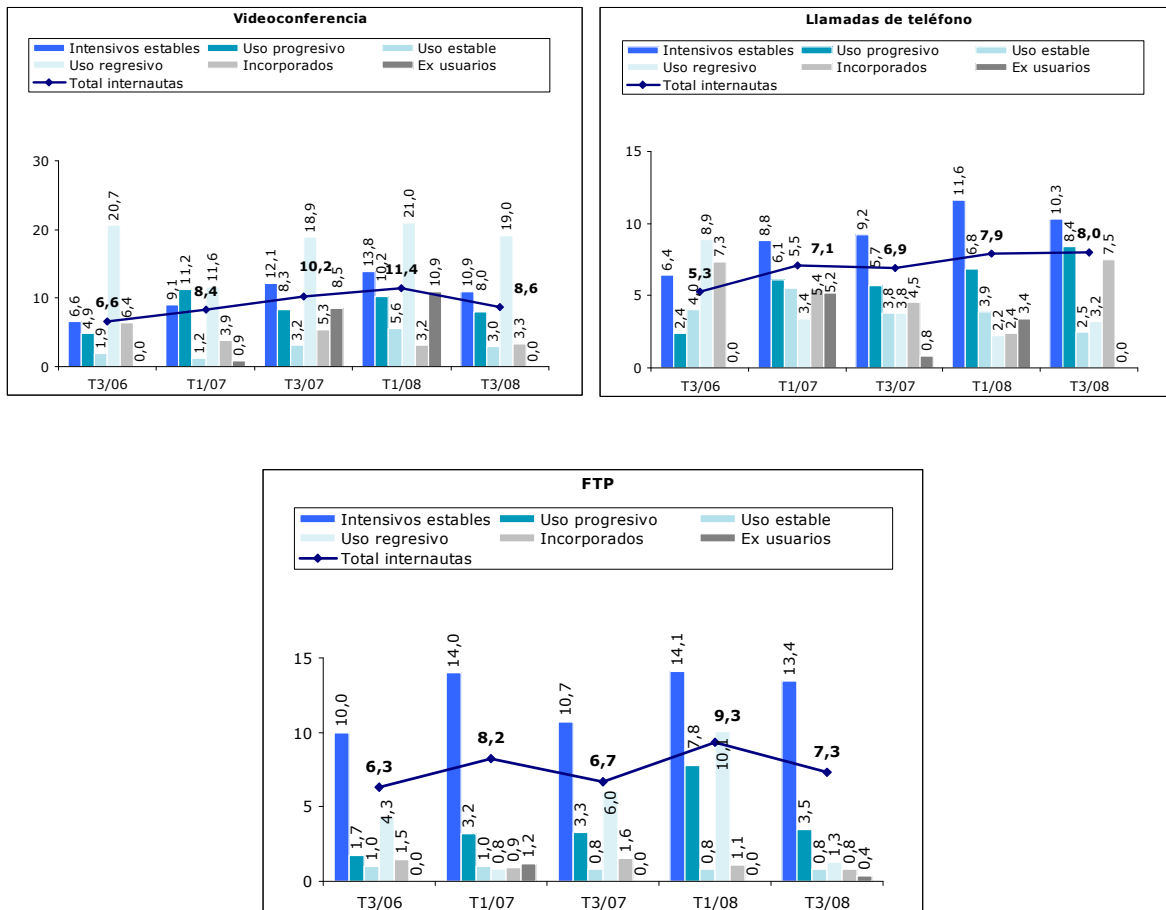 Videoconferencia
Intensivos estables Uso progresivo Uso estable
Uso regresivo Incorporados Ex usuarios
Total internautas
30
20
10
0
6,6 4,9 1,9 20,7 6,4 0,0
9,1 11,2 1,2 11,6 3,9 0,9
12,1 8,3 3,2 18,9 5,3 8,5
13,8 10,2 5,6 21,0 3,2 10,9
10,9 8,0 3,0 19,0 3,3 0,0
6,6 8,4 10,2 11,4 8,6
T3/06 T1/07 T3/07 T1/08 T3/08
Llamadas de teléfono
Intensivos estables Uso progresivo Uso estable
Uso regresivo Incorporados Ex usuarios
Total internautas
15
10
5
0
6,4 2,4 4,0 8,9 7,3 0,0
8,8 6,1 5,5 3,4 5,4 5,2
9,2 5,7 3,8 3,8 4,5 0,8
11,6 6,8 3,9 2,2 2,4 3,4
10,3 8,4 2,5 3,2 7,5 0,0
5,3 7,1 6,9 7,9 8,0
T3/06 T1/07 T3/07 T1/08 T3/08
FTP
Intensivos estables Uso progresivo Uso estable
Uso regresivo Incorporados Ex usuarios
Total internautas
15
10
5
0
10,0 1,7 1,0 4,3 1,5 0,0
14,0 3,2 1,0 0,8 0,9 1,2
10,7 3,3 0,8 6,0 1,6 0,0
14,1 7,8 0,8 10,1 1,1 0,0
13,4 3,5 0,8 1,3 0,8 0,4
6,3 8,2 6,7 9,3 7,3
T3/06 T1/07 T3/07 T1/08 T3/08